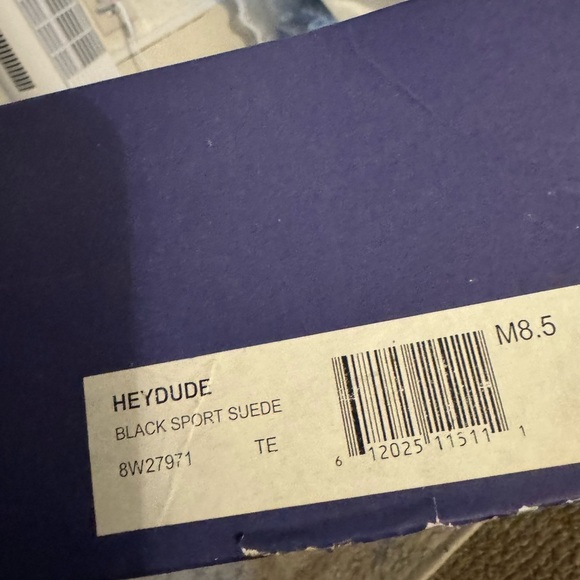 HEYDUDE
BLACK SPORT SUEDE
8W27971 TE
M8.5
6 12025 11511 1